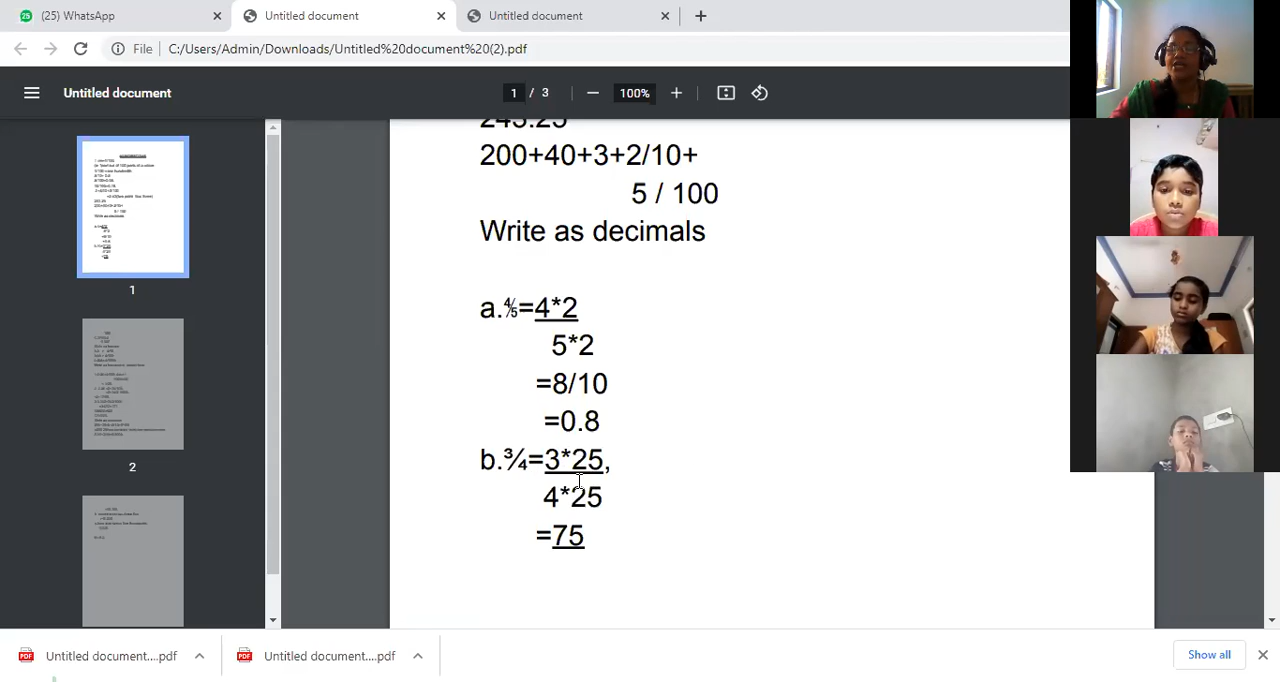 (25) WhatsApp
Untitled document
Untitled document
File C:/Users/Admin/Downloads/Untitled%20document%20(2).pdf
Untitled document
1 / 3
100%
243.25
200+40+3+2/10+
5 / 100
Write as decimals
a.⅘=4*2
5*2
=8/10
=0.8
b.¾=3*25,
4*25
=75
1
2
Untitled document....pdf
Untitled document....pdf
Show all